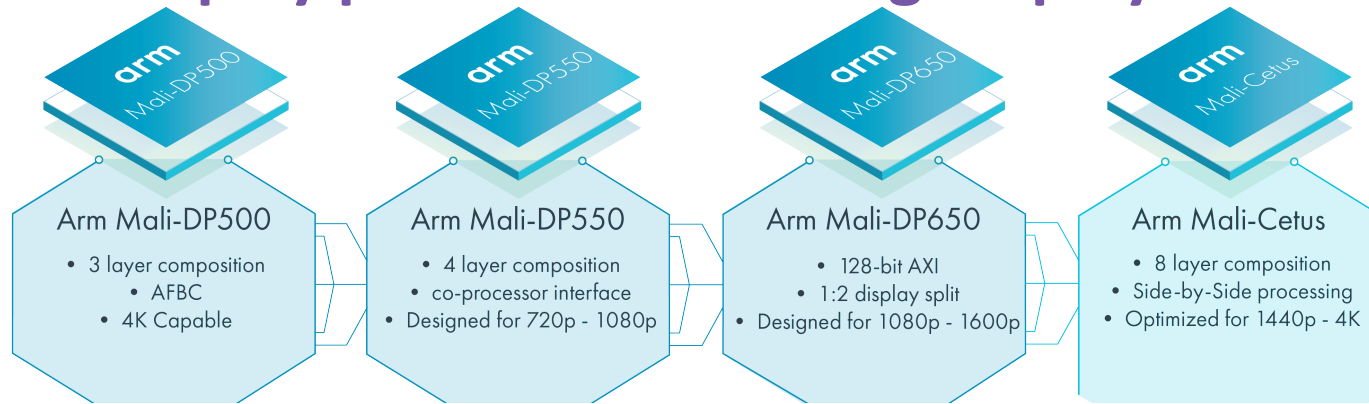 arm
Mali-DP500
arm
Mali-DP550
arm
Mali-DP650
arm
Mali-Cetus
Arm Mali-DP500
• 3 layer composition
• AFBC
• 4K Capable
Arm Mali-DP550
• 4 layer composition
• co-processor interface
• Designed for 720p - 1080p
Arm Mali-DP650
• 128-bit AXI
• 1:2 display split
• Designed for 1080p - 1600p
Arm Mali-Cetus
• 8 layer composition
• Side-by-Side processing
• Optimized for 1440p - 4K